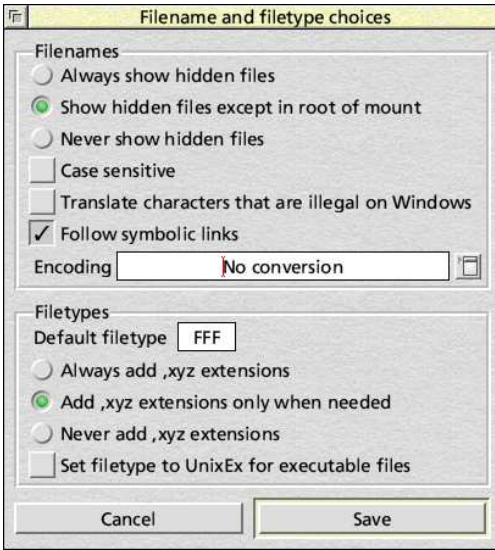 Filename and filetype choices
Filenames
Always show hidden files
Show hidden files except in root of mount
Never show hidden files
Case sensitive
Translate characters that are illegal on Windows
Follow symbolic links
Encoding No conversion
Filetypes
Default filetype FFF
Always add ,xyz extensions
Add ,xyz extensions only when needed
Never add ,xyz extensions
Set filetype to UnixEx for executable files
Cancel Save